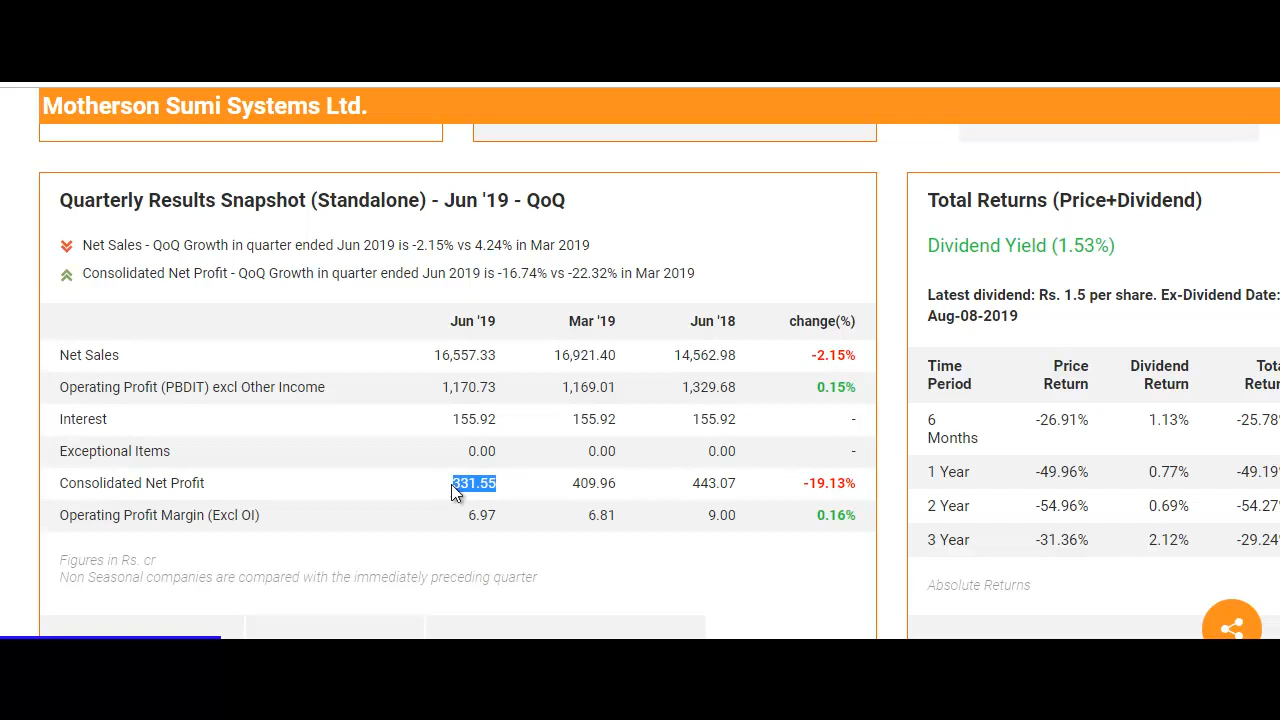 Motherson Sumi Systems Ltd.
Quarterly Results Snapshot (Standalone) - Jun '19 - QoQ
Net Sales - QoQ Growth in quarter ended Jun 2019 is -2.15% vs 4.24% in Mar 2019
Consolidated Net Profit - QoQ Growth in quarter ended Jun 2019 is -16.74% vs -22.32% in Mar 2019
Jun '19 Mar '19 Jun '18 change(%)
Net Sales 16,557.33 16,921.40 14,562.98 -2.15%
Operating Profit (PBDIT) excl Other Income 1,170.73 1,169.01 1,329.68 0.15%
Interest 155.92 155.92 155.92 -
Exceptional Items 0.00 0.00 0.00 -
Consolidated Net Profit 331.55 409.96 443.07 -19.13%
Operating Profit Margin (Excl OI) 6.97 6.81 9.00 0.16%
Figures in Rs. cr
Non Seasonal companies are compared with the immediately preceding quarter
Total Returns (Price+Dividend)
Dividend Yield (1.53%)
Latest dividend: Rs. 1.5 per share. Ex-Dividend Date:
Aug-08-2019
Time Price Dividend
Period Return Return
6 -26.91% 1.13% -25.78
Months
1 Year -49.96% 0.77% -49.19
2 Year -54.96% 0.69% -54.27
3 Year -31.36% 2.12% -29.24
Absolute Returns